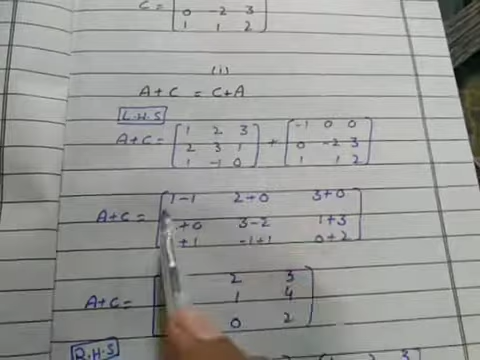 C = [ 0 -2 3
1 1 2 ]
(i)
A+C = C+A
L.H.S
A+C = [ 1 2 3 ] + [ -1 0 0 ]
[ 2 3 1 ] [ 0 -2 3 ]
[ 1 -1 0 ] [ 1 1 2 ]
A+C = [ 1-1 2+0 3+0 ]
+0 3-2 1+3
+1 -1+1 0+2
A+C = [ 2 3 ]
1 4
0 2
R.H.S
3